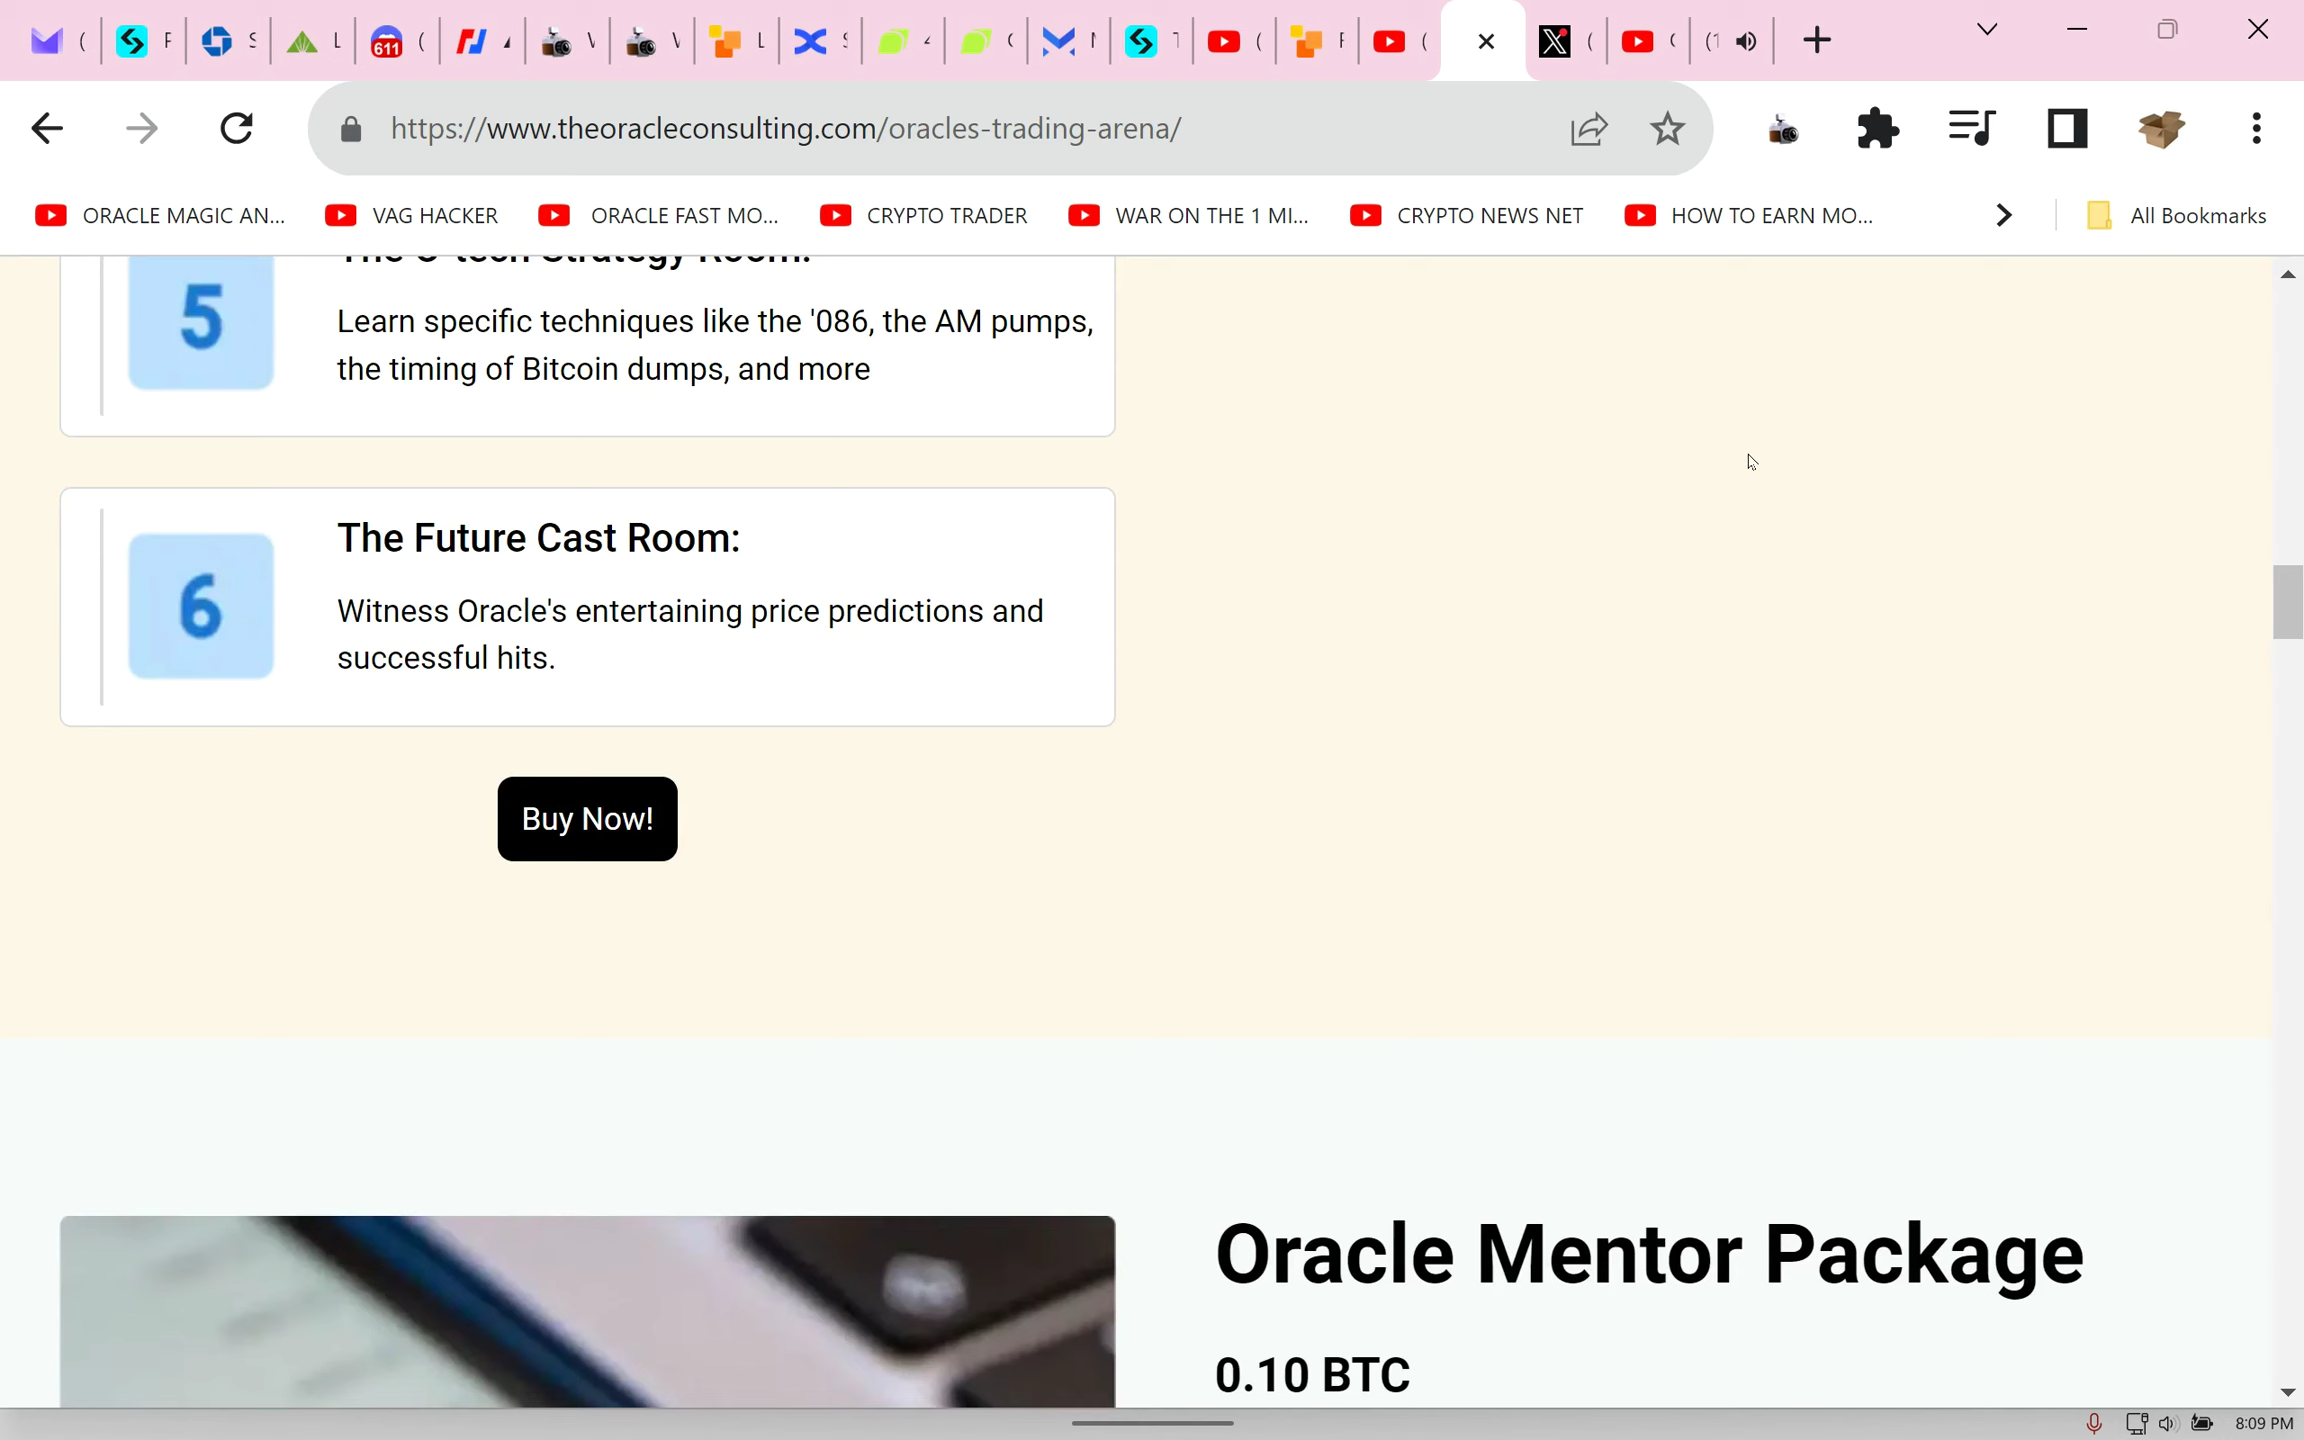 611
https://www.theoracleconsulting.com/oracles-trading-arena/
ORACLE MAGIC AN...
VAG HACKER
ORACLE FAST MO...
CRYPTO TRADER
WAR ON THE 1 MI...
CRYPTO NEWS NET
HOW TO EARN MO...
All Bookmarks
5
Learn specific techniques like the '086, the AM pumps,
the timing of Bitcoin dumps, and more
6
The Future Cast Room:
Witness Oracle's entertaining price predictions and
successful hits.
Buy Now!
Oracle Mentor Package
0.10 BTC
8:09 PM